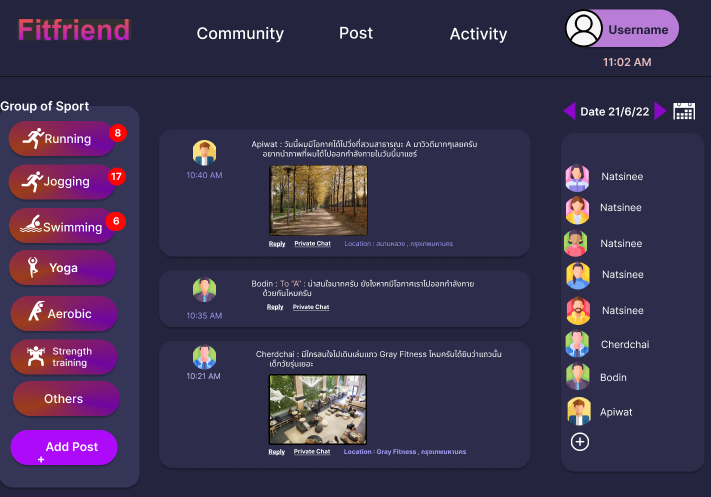 Fitfriend
Community
Post
Activity
Username
11:02 AM
Group of Sport
Running
8
Jogging
17
Swimming
6
Yoga
Aerobic
Strength
training
Others
Add Post
+
Apiwat : วันนี้ผมมีโอกาศได้ไปวิ่งที่สวนสาธารณะ A มาวิวดีมากๆเลยครับ
อยากนำภาพที่ผมได้ไปออกกำลังกายในวันนี้มาแชร์
10:40 AM
Reply Private Chat Location : สนามหลวง , กรุงเทพมหานคร
Bodin : To "A" : น่าสนใจมากครับ ยังไงหากมีโอกาศเราไปออกกำลังกาย
ด้วยกันไหมครับ
10:35 AM
Reply Private Chat
Cherdchai : มีใครสนใจไปเดินเล่นแถว Gray Fitness ไหมครับได้ยินว่าแถวนั้น
เด็กวัยรุ่นเยอะ
10:21 AM
Reply Private Chat Location : Gray Fitness , กรุงเทพมหานคร
Date 21/6/22
Natsinee
Natsinee
Natsinee
Natsinee
Natsinee
Cherdchai
Bodin
Apiwat